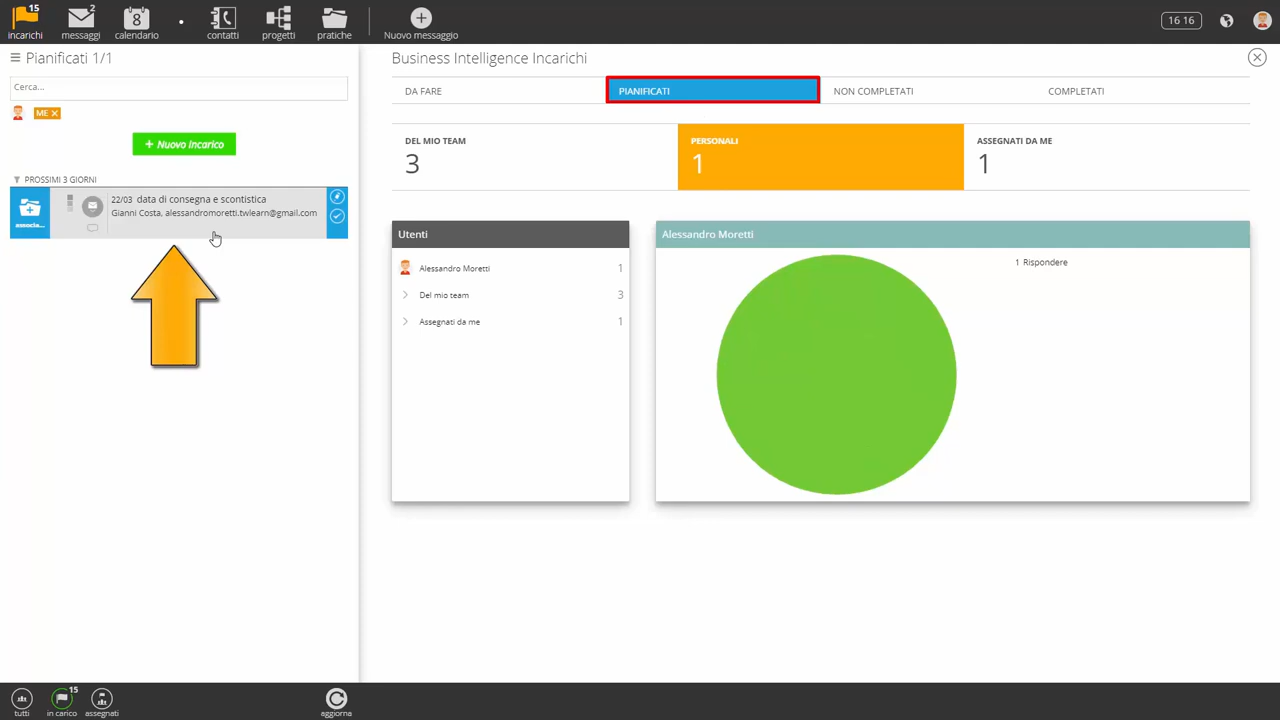 15
incarichi
2
messaggi
8
calendario
contatti
progetti
pratiche
Nuovo messaggio
16 16
Pianificati 1/1
Cerca...
ME ×
+ Nuovo incarico
PROSSIMI 3 GIORNI
associa...
22/03 data di consegna e scontistica
Gianni Costa, alessandromoretti.twlearn@gmail.com
Business Intelligence Incarichi
DA FARE
PIANIFICATI
NON COMPLETATI
COMPLETATI
DEL MIO TEAM
3
PERSONALI
1
ASSEGNATI DA ME
1
Utenti
Alessandro Moretti 1
Del mio team 3
Assegnati da me 1
Alessandro Moretti
1 Rispondere
tutti
15
in carico
assegnati
aggiorna